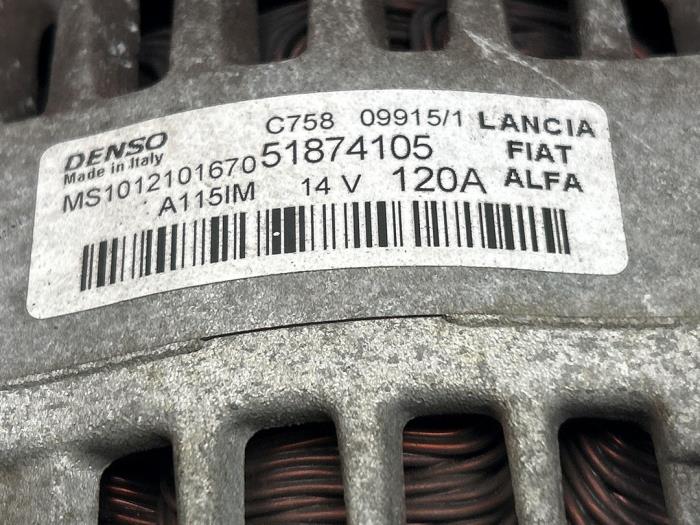 C758 09915/1 LANCIA
DENSO 51874105 FIAT
Made in Italy
MS1012101670 14 V 120A ALFA
A115IM